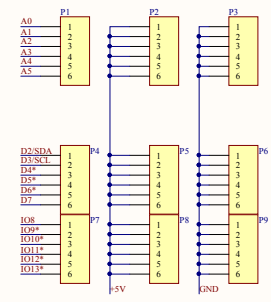 P1 P2 P3
A0 1 1 1
A1 2 2 2
A2 3 3 3
A3 4 4 4
A4 5 5 5
A5 6 6 6
P4 P5 P6
D2/SDA 1 1 1
D3/SCL 2 2 2
D4* 3 3 3
D5* 4 4 4
D6* 5 5 5
D7 6 6 6
P7 P8 P9
IO8 1 1 1
IO9* 2 2 2
IO10* 3 3 3
IO11* 4 4 4
IO12* 5 5 5
IO13* 6 6 6
+5V GND